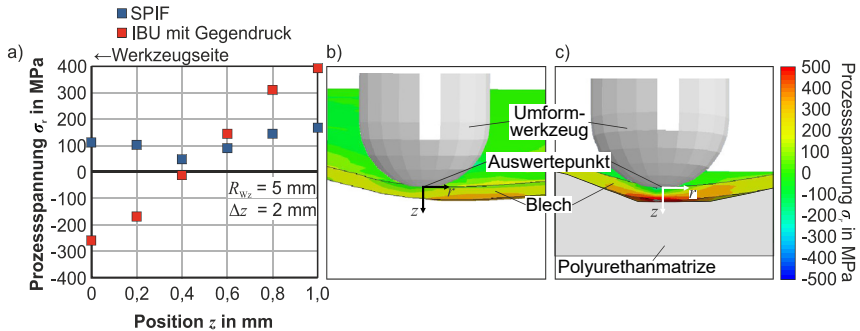 SPIF
IBU mit Gegendruck
←Werkzeugseite
a)
b)
c)
Prozessspannung σr in MPa
400
300
200
100
0
-100
-200
-300
-400
0
0,2
0,4
0,6
0,8
1,0
Position z in mm
RWz = 5 mm
Δz = 2 mm
Umform-
werkzeug
Auswertepunkt
r
r
Blech
z
z
Polyurethanmatrize
500
400
300
200
100
0
-100
-200
-300
-400
-500
Prozessspannung σr in MPa